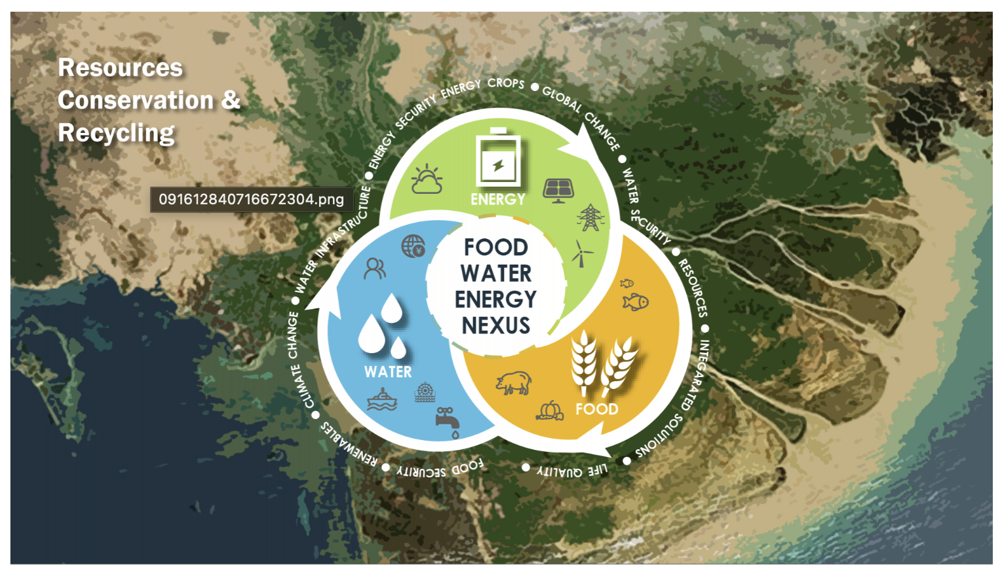 Resources
Conservation &
Recycling
091612840716672304.png
ENERGY SECURITY ENERGY CROPS ● GLOBAL CHANGE ● WATER SECURITY ● RESOURCES ● INTEGARATED SOLUTIONS ● LIFE QUALITY ● FOOD SECURITY ● RENEWABLES ● CLIMATE CHANGE ● WATER INFRASTRUCTURE ●
ENERGY
FOOD
WATER
ENERGY
NEXUS
¥
WATER
FOOD